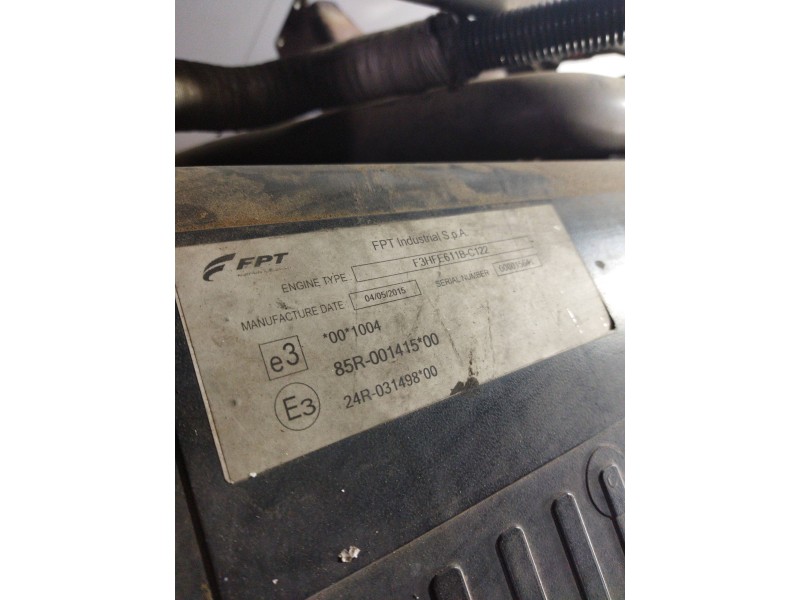 FPT
FPT Industrial S.p.A.
ENGINE TYPE F3HFE611B-C122
MANUFACTURE DATE 04/05/2015 SERIAL NUMBER
e3 *00*1004
85R-001415*00
E3 24R-031498*00